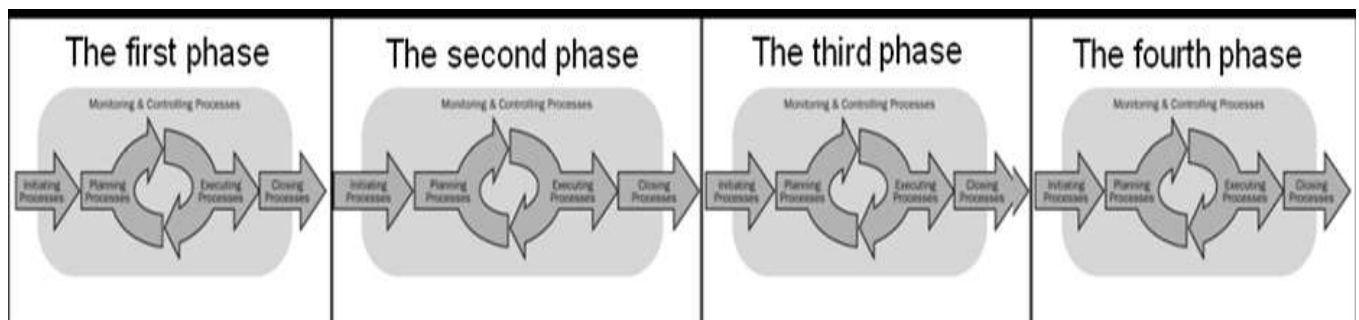 The first phase
Monitoring & Controlling Processes
Initiating
Processes
Planning
Processes
Executing
Processes
Closing
Processes
The second phase
Monitoring & Controlling Processes
Initiating
Processes
Planning
Processes
Executing
Processes
Closing
Processes
The third phase
Monitoring & Controlling Processes
Initiating
Processes
Planning
Processes
Executing
Processes
Closing
Processes
The fourth phase
Monitoring & Controlling Processes
Initiating
Processes
Planning
Processes
Executing
Processes
Closing
Processes